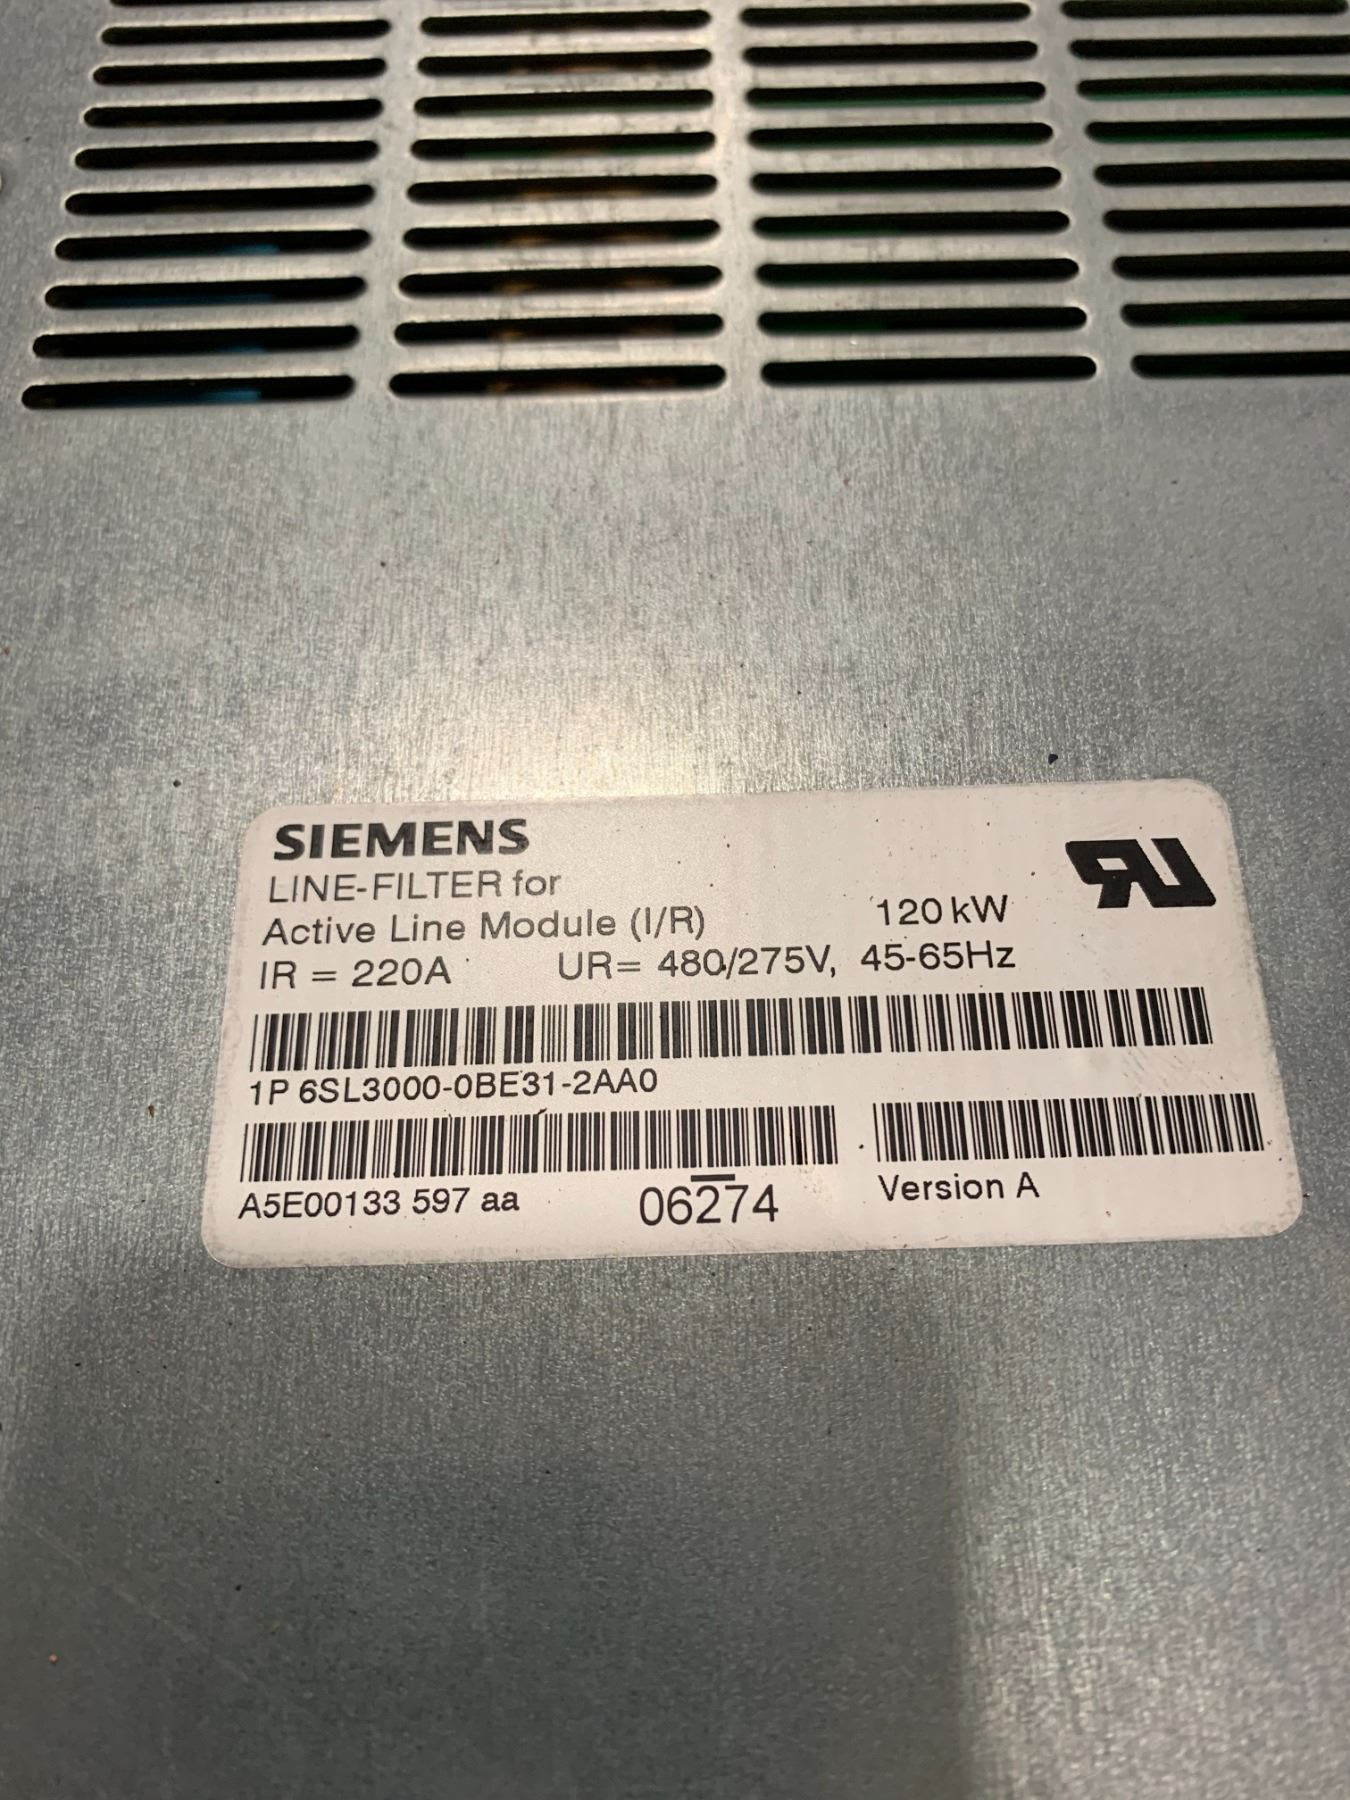 SIEMENS
LINE-FILTER for
Active Line Module (I/R) 120 kW
IR = 220A UR= 480/275V, 45-65Hz
1P 6SL3000-0BE31-2AA0
A5E00133 597 aa 06274 Version A